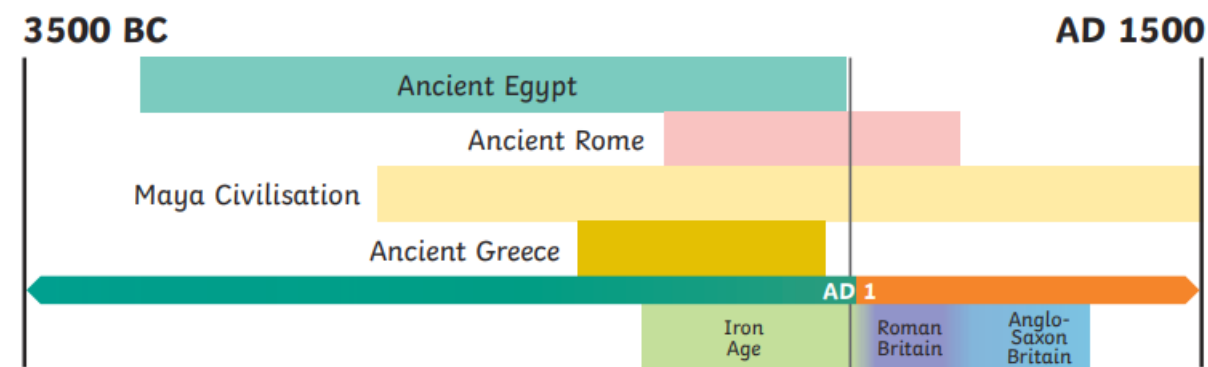 3500 BC
AD 1500
Ancient Egypt
Ancient Rome
Maya Civilisation
Ancient Greece
AD 1
Iron
Age
Roman
Britain
Anglo-
Saxon
Britain